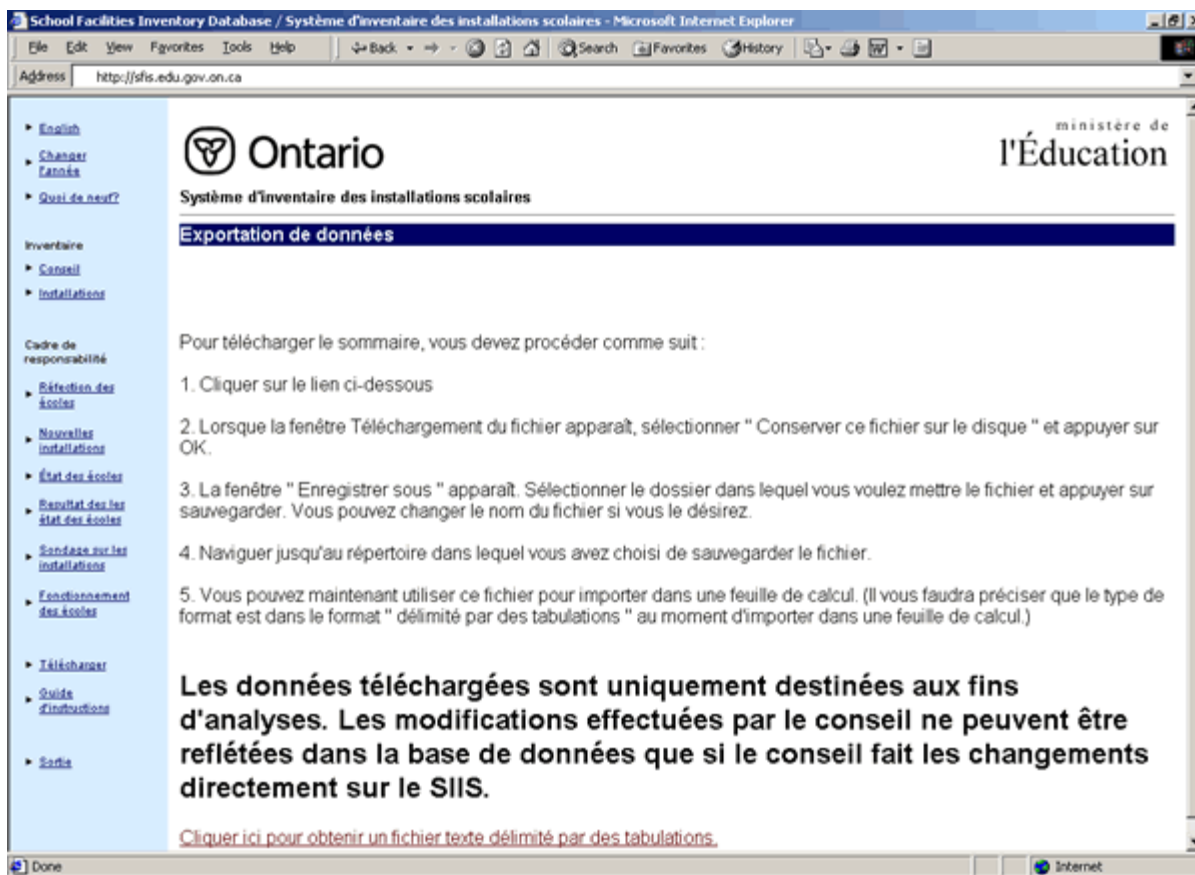 School Facilities Inventory Database / Système d'inventaire des installations scolaires - Microsoft Internet Explorer
File Edit View Favorites Tools Help Back Search Favorites History
Address http://sfis.edu.gov.on.ca
English
Changer
l'année
Quoi de neuf?
Inventaire
Conseil
Installations
Cadre de
responsabilité
Réfection des
écoles
Nouvelles
installations
État des écoles
Resultat des les
état des écoles
Sondage sur les
installations
Fonctionnement
des écoles
Télécharger
Guide
d'instructions
Sortie
Ontario
ministère de
l'Éducation
Système d'inventaire des installations scolaires
Exportation de données
Pour télécharger le sommaire, vous devez procéder comme suit :
1. Cliquer sur le lien ci-dessous
2. Lorsque la fenêtre Téléchargement du fichier apparaît, sélectionner " Conserver ce fichier sur le disque " et appuyer sur
OK.
3. La fenêtre " Enregistrer sous " apparaît. Sélectionner le dossier dans lequel vous voulez mettre le fichier et appuyer sur
sauvegarder. Vous pouvez changer le nom du fichier si vous le désirez.
4. Naviguer jusqu'au répertoire dans lequel vous avez choisi de sauvegarder le fichier.
5. Vous pouvez maintenant utiliser ce fichier pour importer dans une feuille de calcul. (Il vous faudra préciser que le type de
format est dans le format " délimité par des tabulations " au moment d'importer dans une feuille de calcul.)
Les données téléchargées sont uniquement destinées aux fins
d'analyses. Les modifications effectuées par le conseil ne peuvent être
reflétées dans la base de données que si le conseil fait les changements
directement sur le SIIS.
Cliquer ici pour obtenir un fichier texte délimité par des tabulations.
Done Internet